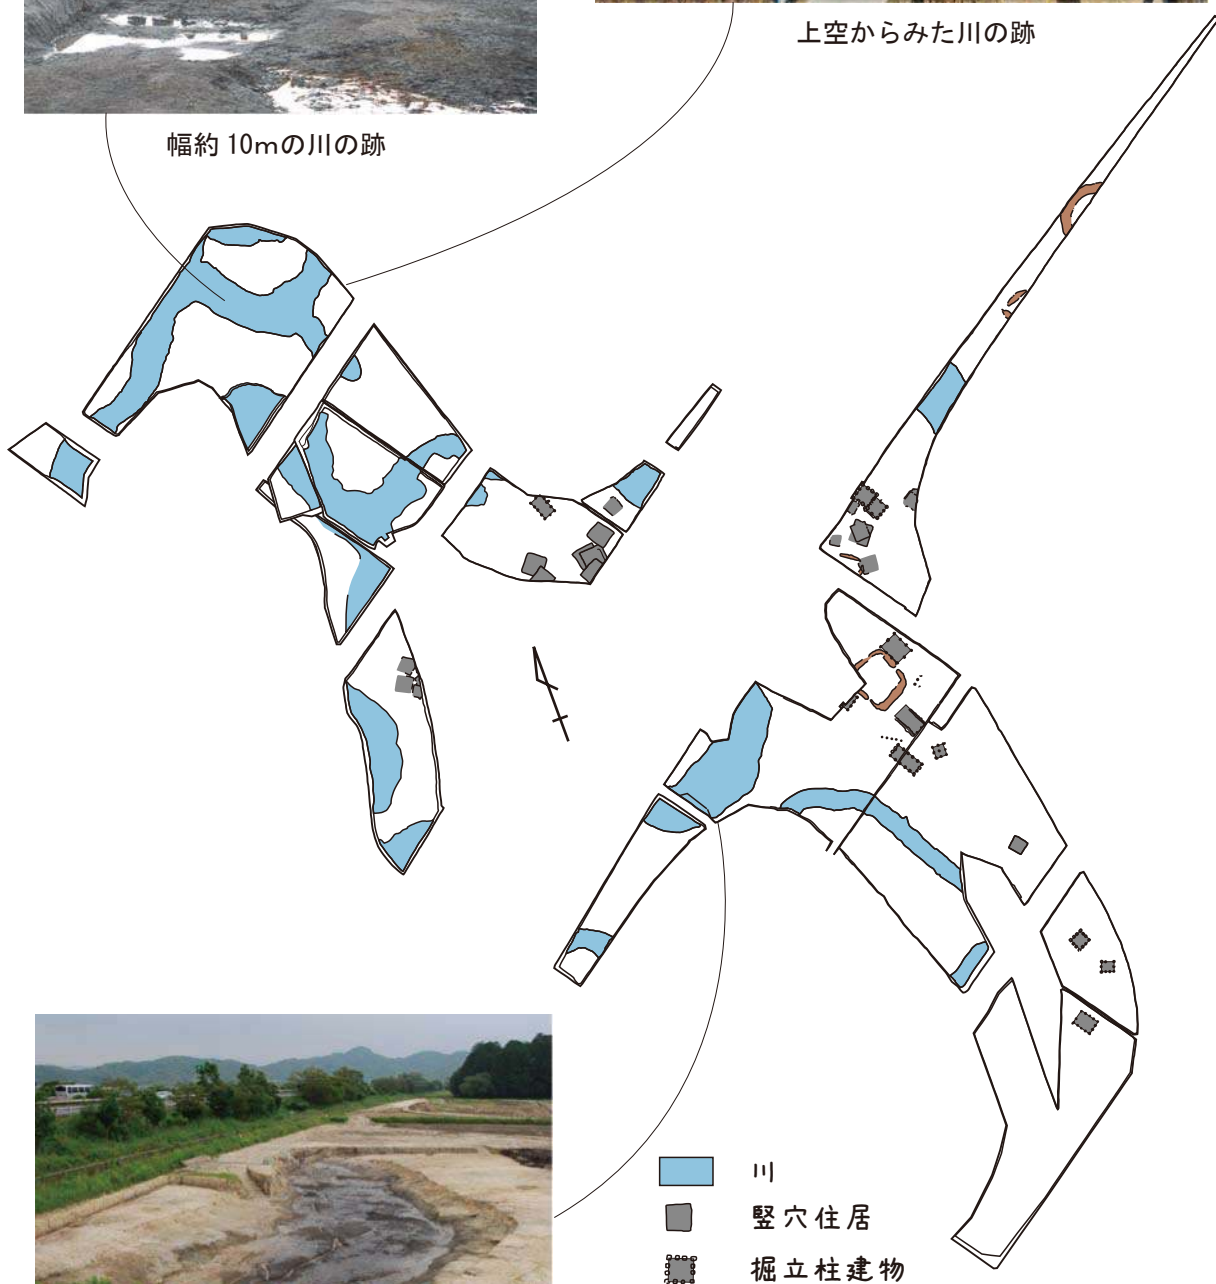 上空からみた川の跡
幅約10mの川の跡
川
竪穴住居
掘立柱建物